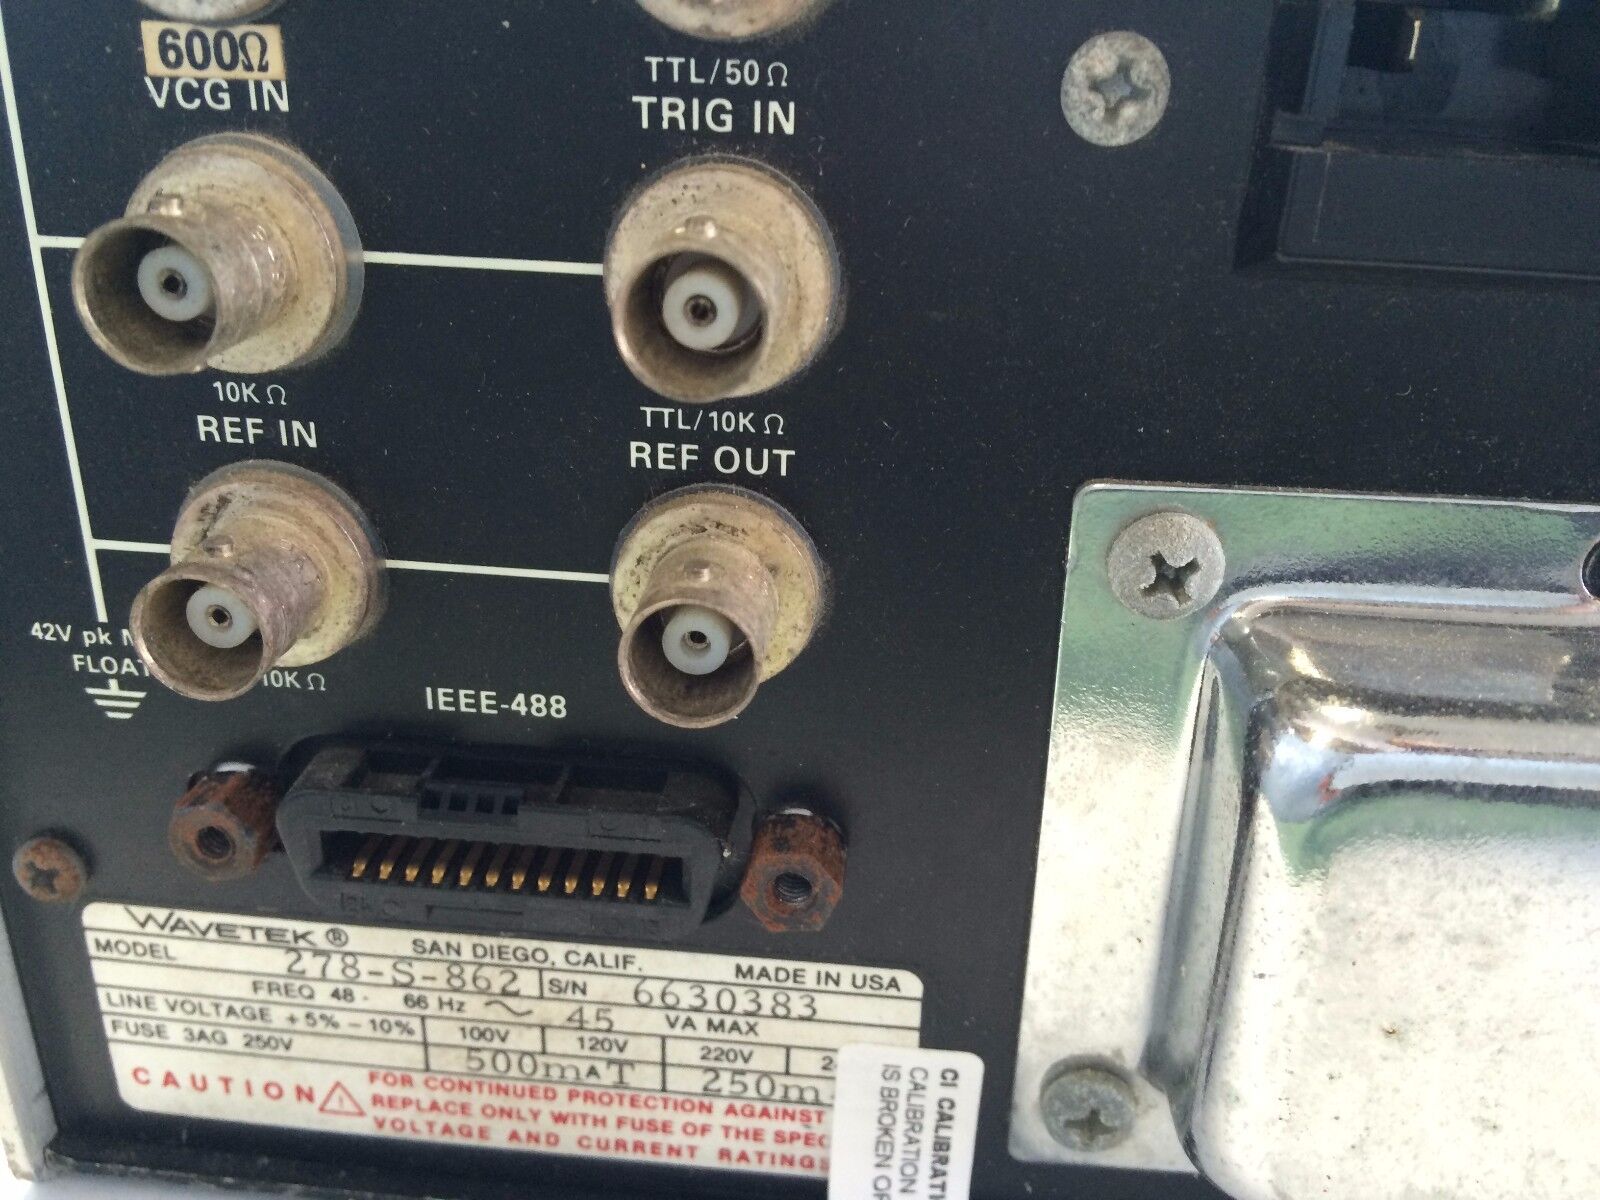 600Ω
VCG IN
TTL/50Ω
TRIG IN
10KΩ
REF IN
TTL/10KΩ
REF OUT
42V pk
FLOAT
10KΩ
IEEE-488
WAVETEK® SAN DIEGO, CALIF. MADE IN USA
MODEL 278-S-862 S/N 6630383
FREQ 48 - 66 Hz ~ 45 VA MAX
LINE VOLTAGE +5% -10% 100V 120V 220V
FUSE 3AG 250V 500mAT 250m
CAUTION ! FOR CONTINUED PROTECTION AGAINST
REPLACE ONLY WITH FUSE OF THE SPEC
VOLTAGE AND CURRENT RATINGS
CI CALIBRATI
CALIBRATION
IS BROKEN OR